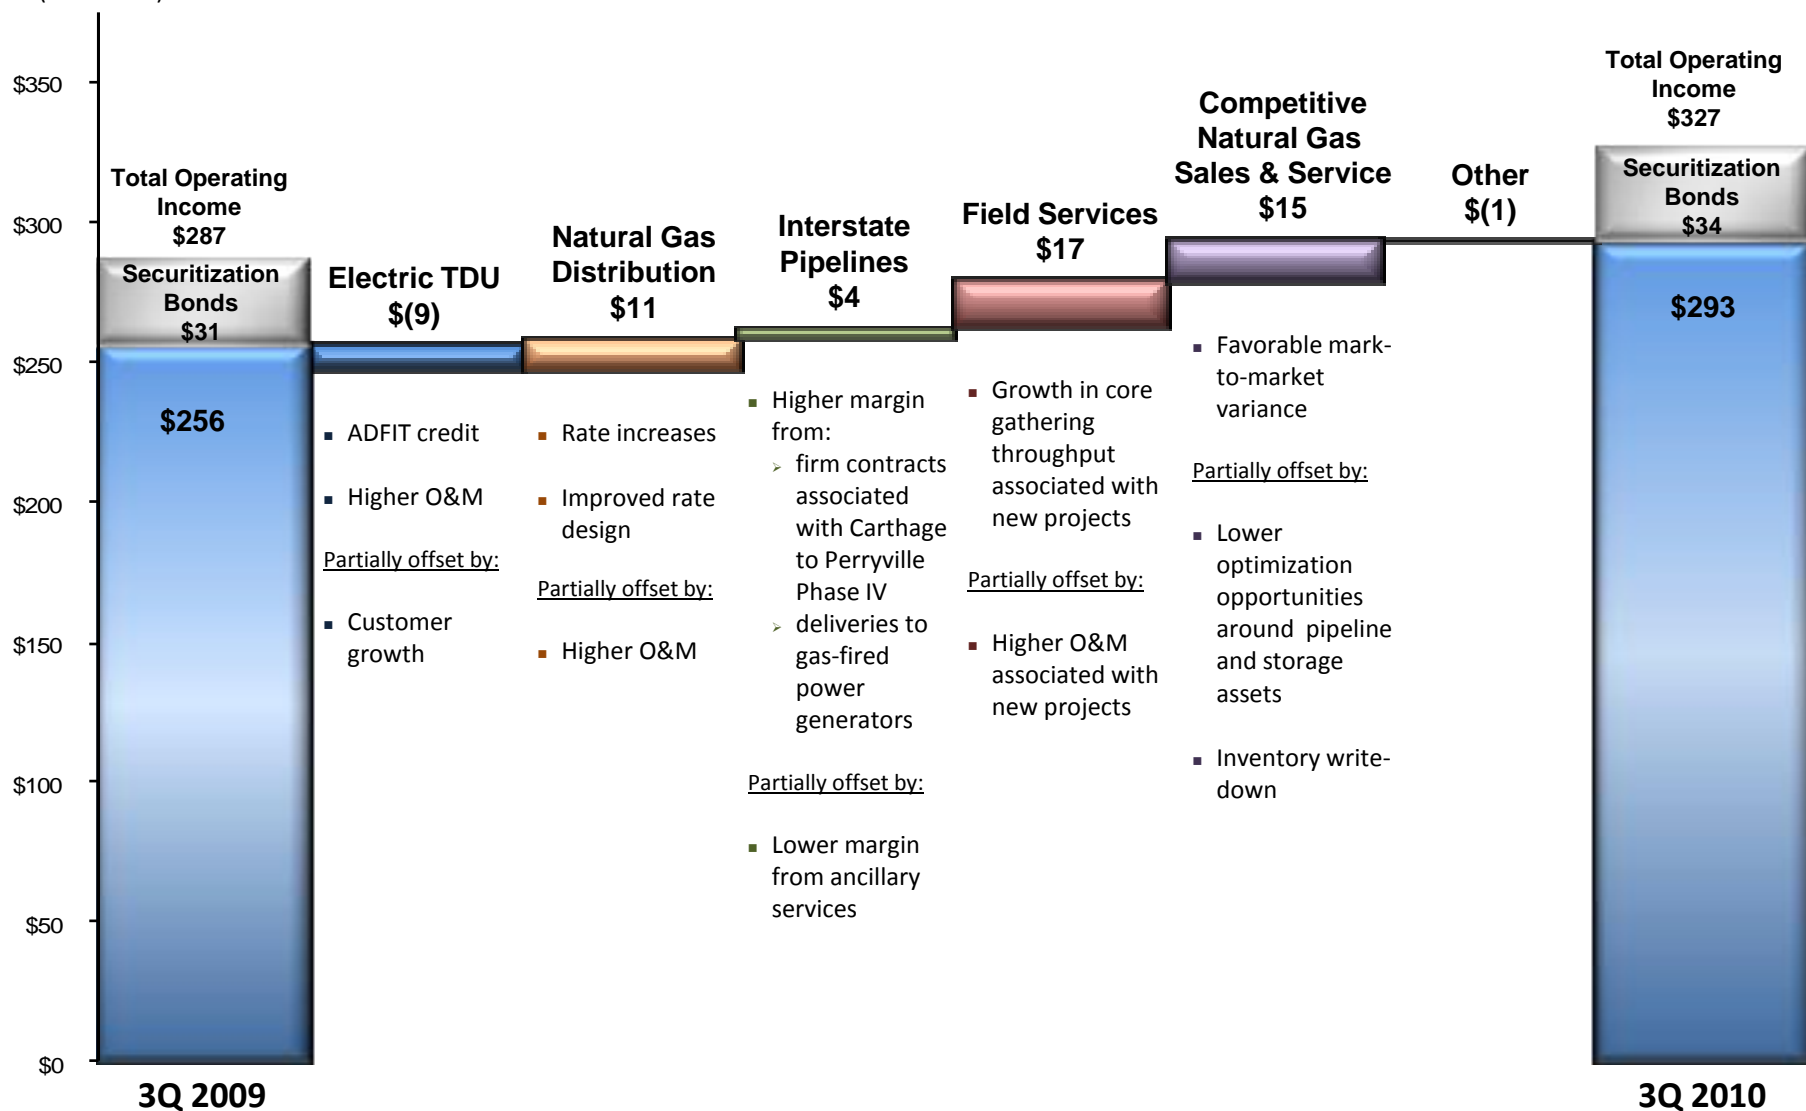 $350
$300
$250
$200
$150
$100
$50
$0
Total Operating
Income
$287
Securitization
Bonds
$31
$256
3Q 2009
Electric TDU
$(9)
▪ ADFIT credit
▪ Higher O&M
Partially offset by:
▪ Customer
growth
Natural Gas
Distribution
$11
▪ Rate increases
▪ Improved rate
design
Partially offset by:
▪ Higher O&M
Interstate
Pipelines
$4
▪ Higher margin
from:
➢ firm contracts
associated
with Carthage
to Perryville
Phase IV
➢ deliveries to
gas-fired
power
generators
Partially offset by:
▪ Lower margin
from ancillary
services
Field Services
$17
▪ Growth in core
gathering
throughput
associated with
new projects
Partially offset by:
▪ Higher O&M
associated with
new projects
Competitive
Natural Gas
Sales & Service
$15
▪ Favorable mark-
to-market
variance
Partially offset by:
▪ Lower
optimization
opportunities
around pipeline
and storage
assets
▪ Inventory write-
down
Other
$(1)
Total Operating
Income
$327
Securitization
Bonds
$34
$293
3Q 2010